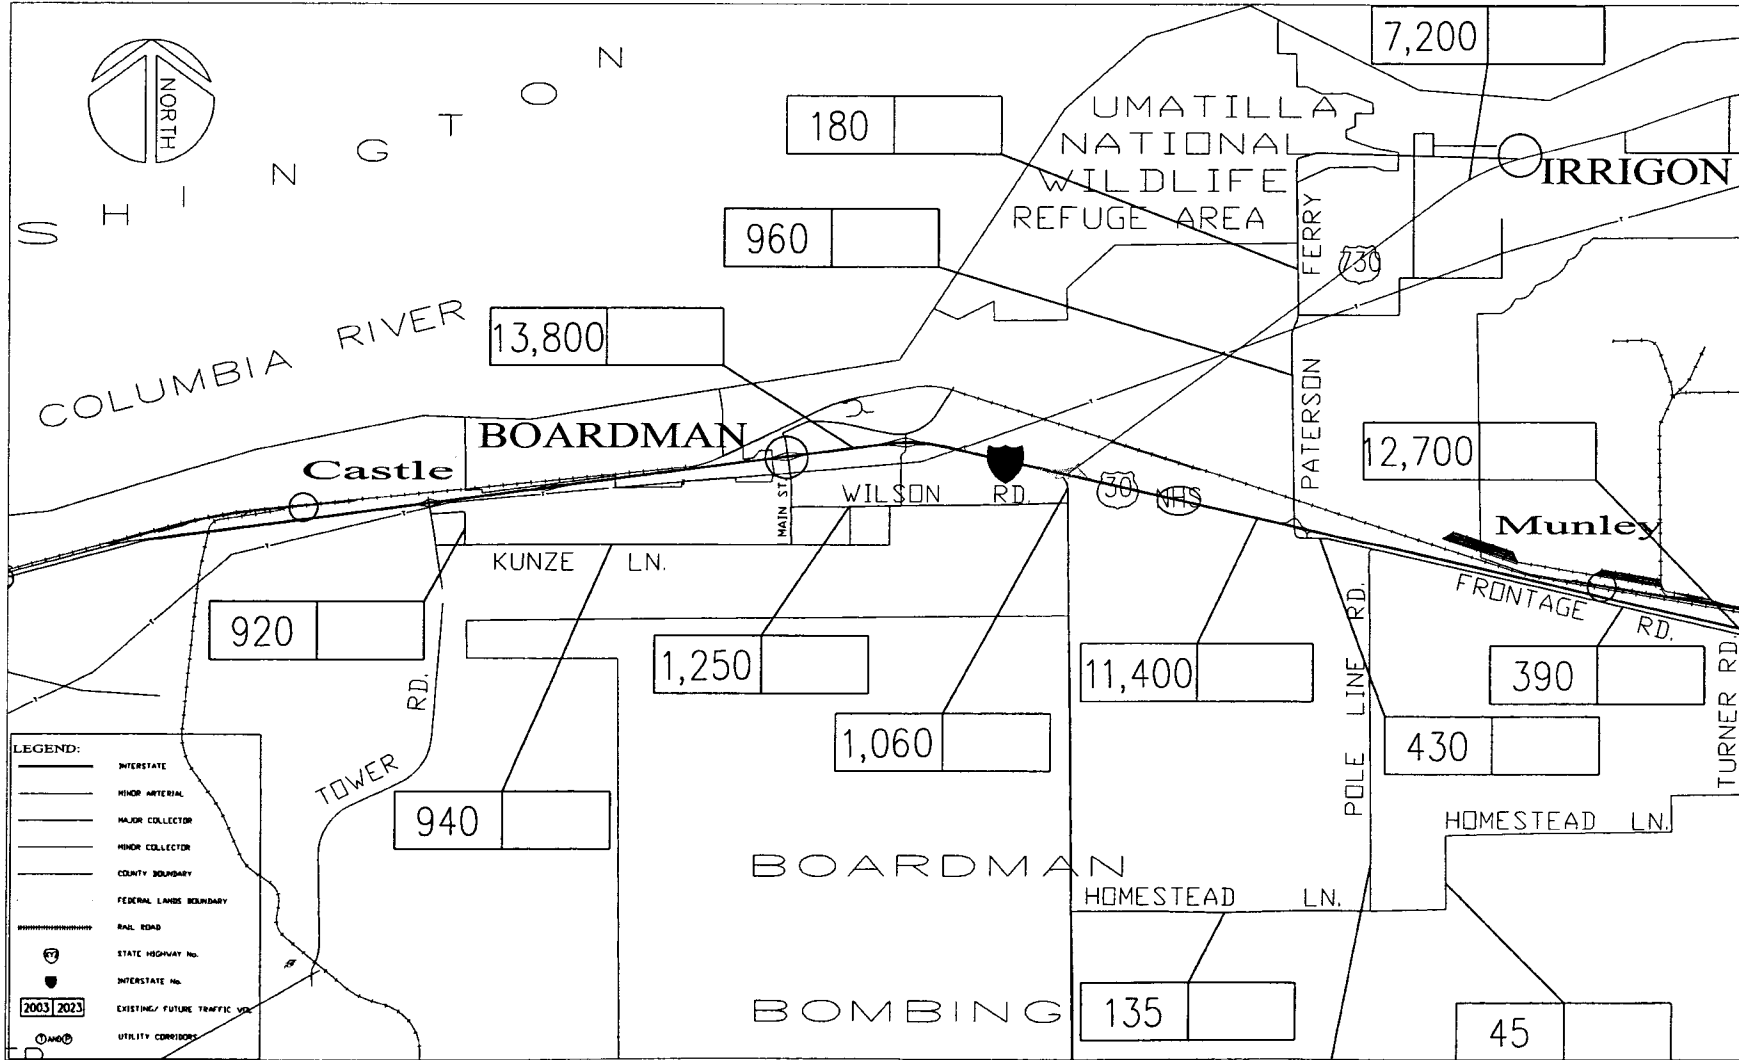 7,200
NORTH
S H I N G T O N
180
UMATILLA
NATIONAL
WILDLIFE
REFUGE AREA
IRRIGON
960
FERRY
730
13,800
COLUMBIA RIVER
PATERSON
BOARDMAN
Castle
12,700
WILSON RD.
30
NHS
MAIN ST
Munley
KUNZE LN.
FRONTAGE RD.
920
1,250
11,400
390
RD.
POLE LINE RD.
TURNER RD.
1,060
430
TOWER
940
HOMESTEAD LN.
BOARDMAN
HOMESTEAD LN.
BOMBING
135
45
LEGEND:
INTERSTATE
MINOR ARTERIAL
MAJOR COLLECTOR
MINOR COLLECTOR
COUNTY BOUNDARY
FEDERAL LANDS BOUNDARY
RAIL ROAD
XYZ STATE HIGHWAY No.
INTERSTATE No.
2003 2023 EXISTING/ FUTURE TRAFFIC VOL
T AND P UTILITY CORRIDORS